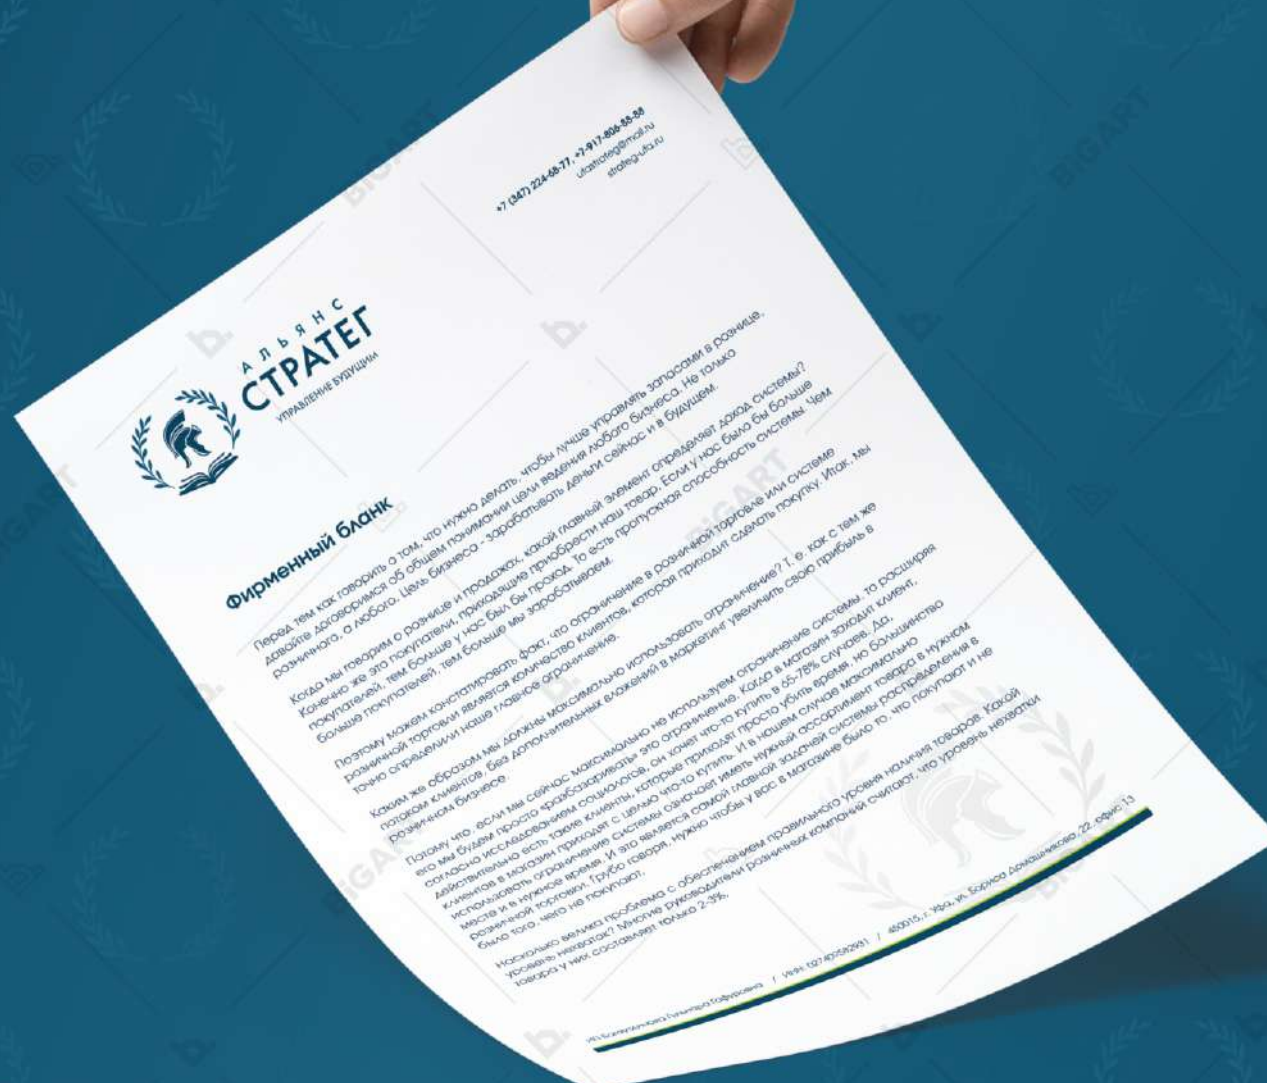 +7 (347) 224-68-77, +7-917-806-88-88
ufastrateg@mail.ru
strateg-ufa.ru
АЛЬЯНС
СТРАТЕГ
УПРАВЛЕНИЕ БУДУЩИМ
Фирменный бланк
Перед тем как говорить о том, что нужно делать, чтобы лучше управлять запасами в рознице,
давайте договоримся об общем понимании цели ведения любого бизнеса. Не только
розничного, а любого. Цель бизнеса - зарабатывать деньги сейчас и в будущем.
Когда мы говорим о рознице и продажах, какой главный элемент определяет доход системы?
Конечно же это покупатели, приходящие приобрести наш товар. Если у нас было бы больше
покупателей, тем больше у нас был бы проход. То есть пропускная способность системы. Чем
больше покупателей, тем больше мы зарабатываем.
Поэтому можем констатировать факт, что ограничение в розничной торговле или системе
розничной торговли является количество клиентов, которая приходит сделать покупку. Итак, мы
точно определили наше главное ограничение.
Каким же образом мы должны максимально использовать ограничение? Т. е. как с тем же
потоком клиентов, без дополнительных вложений в маркетинг увеличить свою прибыль в
розничном бизнесе.
Потому что, если мы сейчас максимально не используем ограничение системы, то расширяя
его мы будем просто «разбазаривать» это ограничение. Когда в магазин заходит клиент,
согласно исследованиям социологов, он хочет что-то купить в 65-78% случаев. Да,
действительно есть такие клиенты, которые приходят просто убить время, но большинство
клиентов в магазин приходят с целью что-то купить. И в нашем случае максимально
использовать ограничение системы означает иметь нужный ассортимент товара в нужном
месте и в нужное время. И это является самой главной задачей системы распределения в
розничной торговки. Грубо говоря, нужно чтобы у вас в магазине было то, что покупают и не
было того, чего не покупают.
Насколько велика проблема с обеспечением правильного уровня наличия товаров. Какой
уровень нехваток? Многие руководители розничных компаний считают, что уровень нехватки
товара у них составляет только 2-3%.
ИП Гульнара Гафуровна / ИНН: / 450015, г. Уфа, ул. Бориса Домашникова, 22, офис 13
BIGART
BIGART
BIGART
BIGART
BIGART
BIGART
BIGART